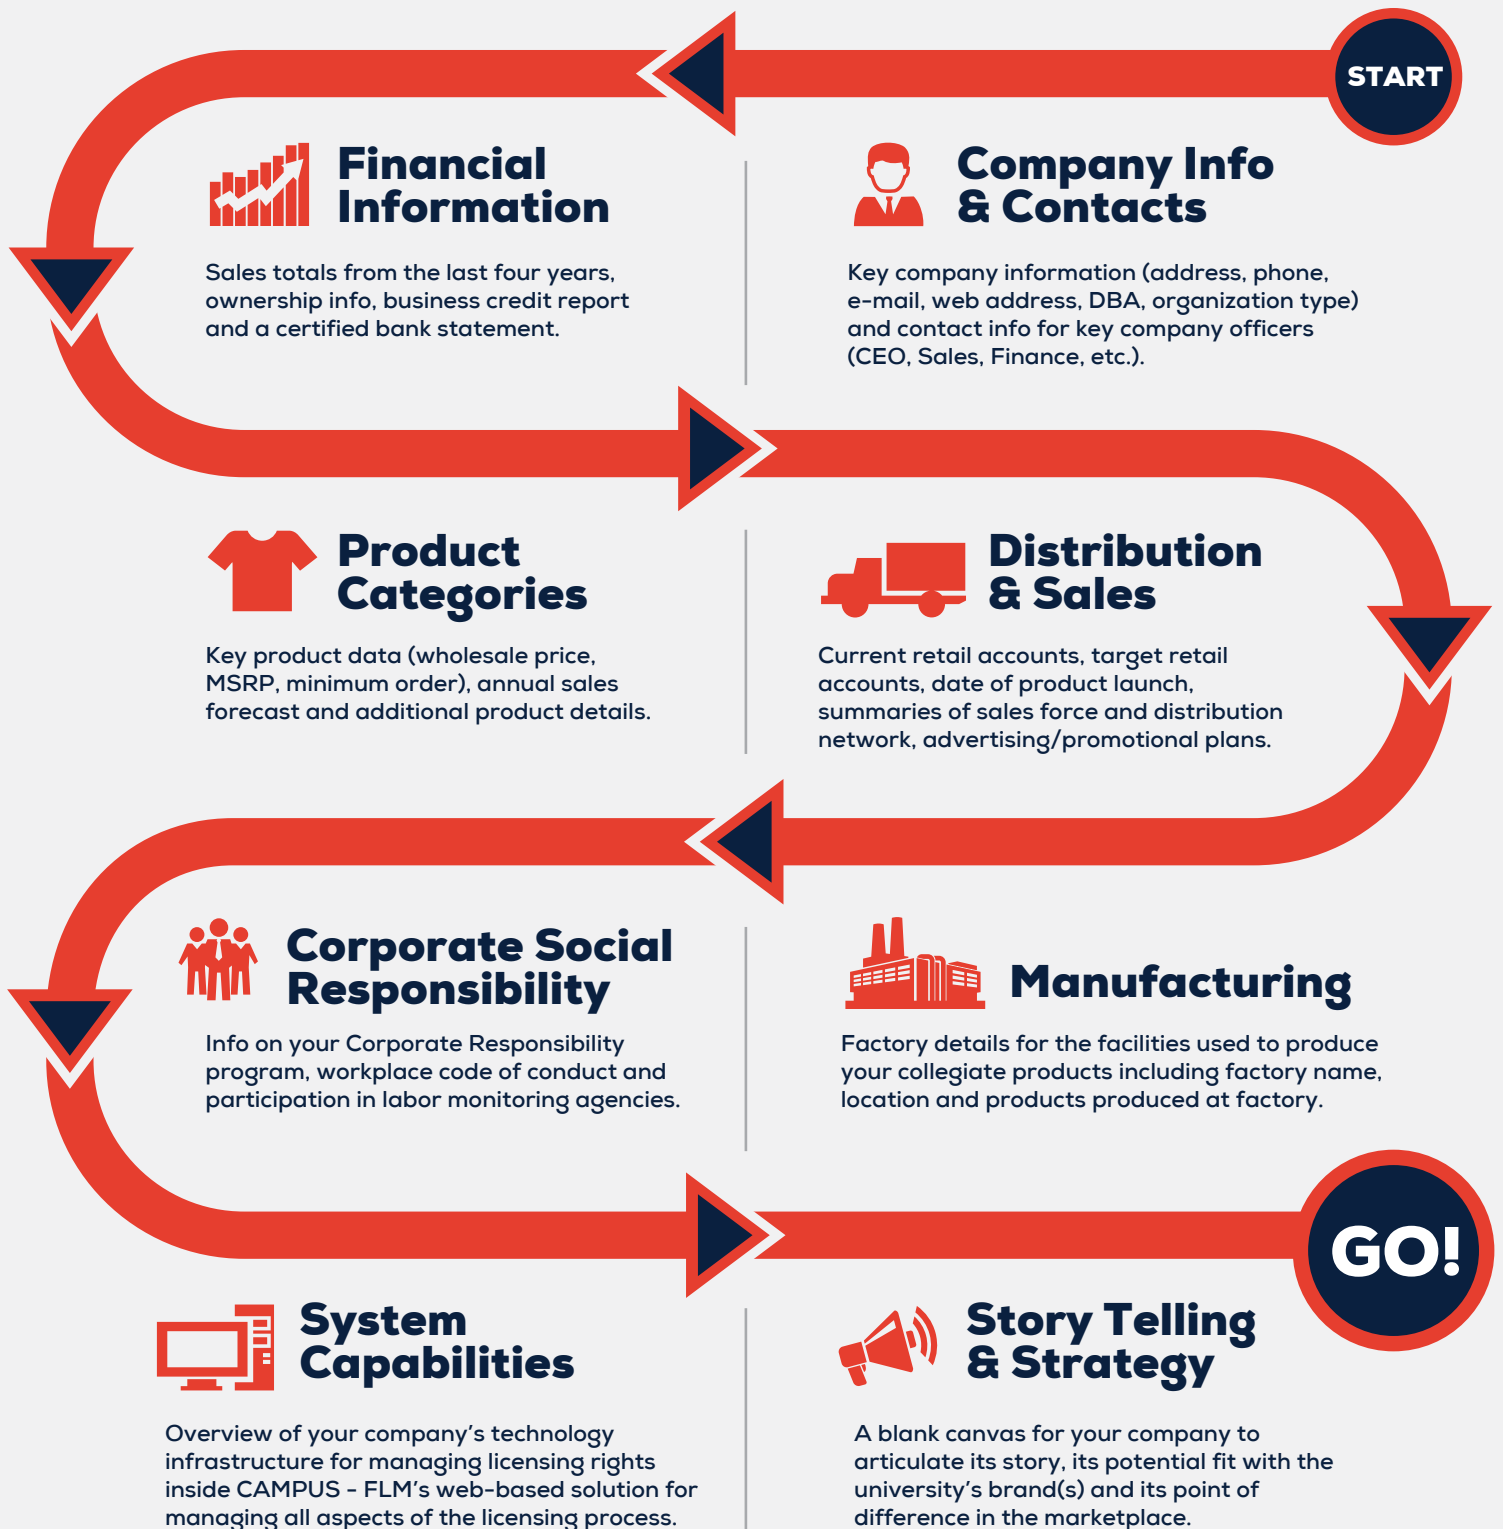 START
Company Info
& Contacts
Key company information (address, phone,
e-mail, web address, DBA, organization type)
and contact info for key company officers
(CEO, Sales, Finance, etc.).
Financial
Information
Sales totals from the last four years,
ownership info, business credit report
and a certified bank statement.
Product
Categories
Key product data (wholesale price,
MSRP, minimum order), annual sales
forecast and additional product details.
Distribution
& Sales
Current retail accounts, target retail
accounts, date of product launch,
summaries of sales force and distribution
network, advertising/promotional plans.
Manufacturing
Factory details for the facilities used to produce
your collegiate products including factory name,
location and products produced at factory.
Corporate Social
Responsibility
Info on your Corporate Responsibility
program, workplace code of conduct and
participation in labor monitoring agencies.
System
Capabilities
Overview of your company's technology
infrastructure for managing licensing rights
inside CAMPUS - FLM's web-based solution for
managing all aspects of the licensing process.
Story Telling
& Strategy
A blank canvas for your company to
articulate its story, its potential fit with the
university's brand(s) and its point of
difference in the marketplace.
GO!